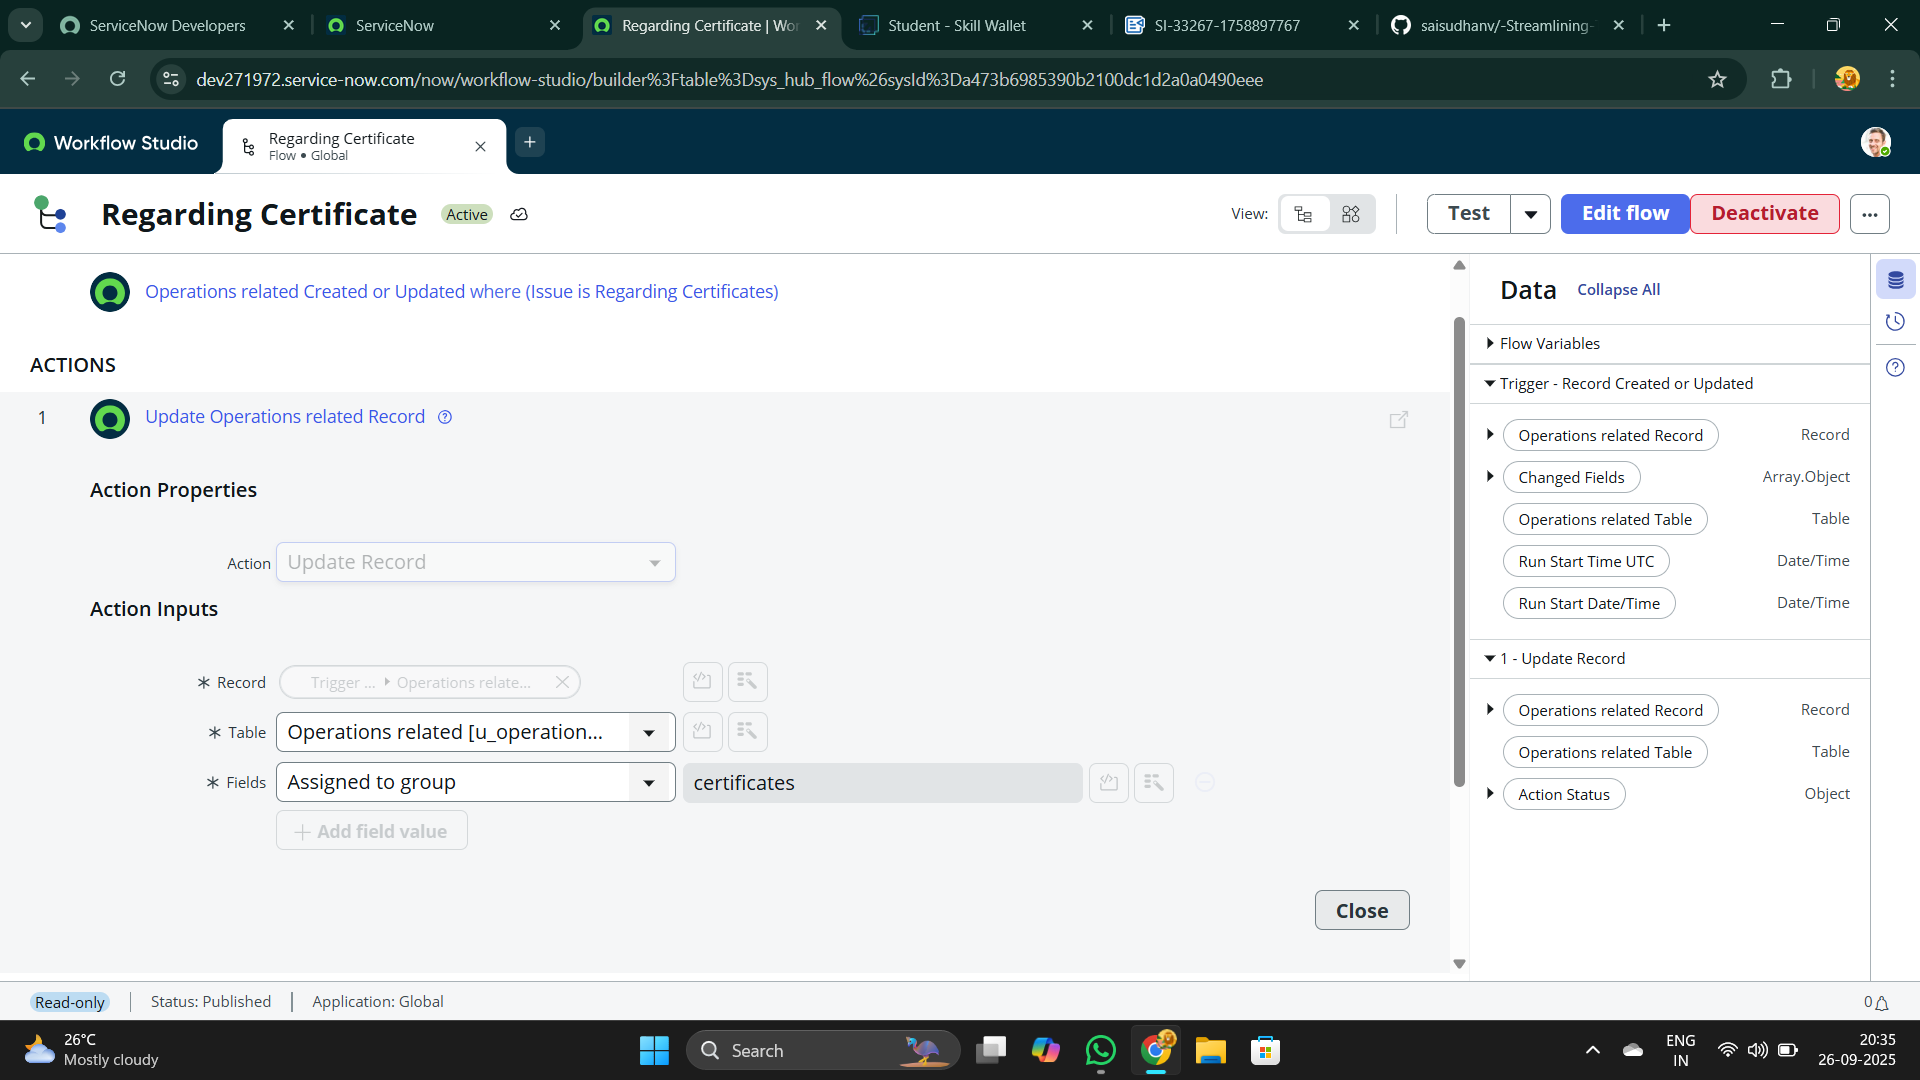 ServiceNow Developers
ServiceNow
Regarding Certificate | Wor
Student - Skill Wallet
SI-33267-1758897767
saisudhanv/-Streamlining-
dev271972.service-now.com/now/workflow-studio/builder%3Ftable%3Dsys_hub_flow%26sysId%3Da473b6985390b2100dc1d2a0a0490eee
Workflow Studio
Regarding Certificate
Flow • Global
Regarding Certificate
Active
View:
Test
Edit flow
Deactivate
Operations related Created or Updated where (Issue is Regarding Certificates)
ACTIONS
1
Update Operations related Record
Action Properties
Action
Update Record
Action Inputs
* Record
Trigger ... Operations relate...
* Table
Operations related [u_operation...
* Fields
Assigned to group
certificates
+ Add field value
Close
Data
Collapse All
Flow Variables
Trigger - Record Created or Updated
Operations related Record
Record
Changed Fields
Array.Object
Operations related Table
Table
Run Start Time UTC
Date/Time
Run Start Date/Time
Date/Time
1 - Update Record
Operations related Record
Record
Operations related Table
Table
Action Status
Object
Read-only
Status: Published
Application: Global
0
26°C
Mostly cloudy
Search
ENG
IN
20:35
26-09-2025